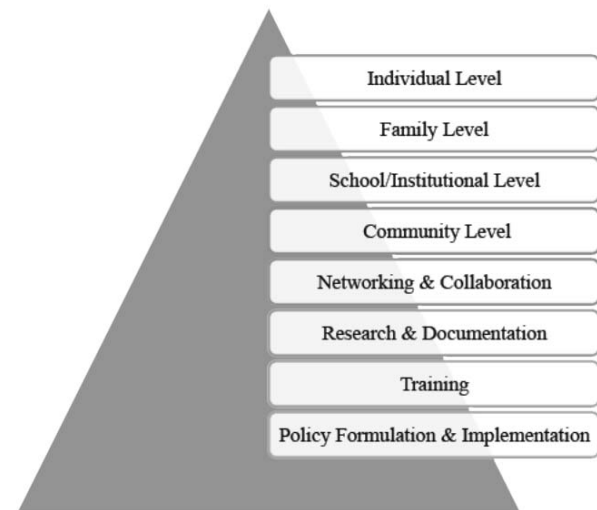 Individual Level
Family Level
School/Institutional Level
Community Level
Networking & Collaboration
Research & Documentation
Training
Policy Formulation & Implementation